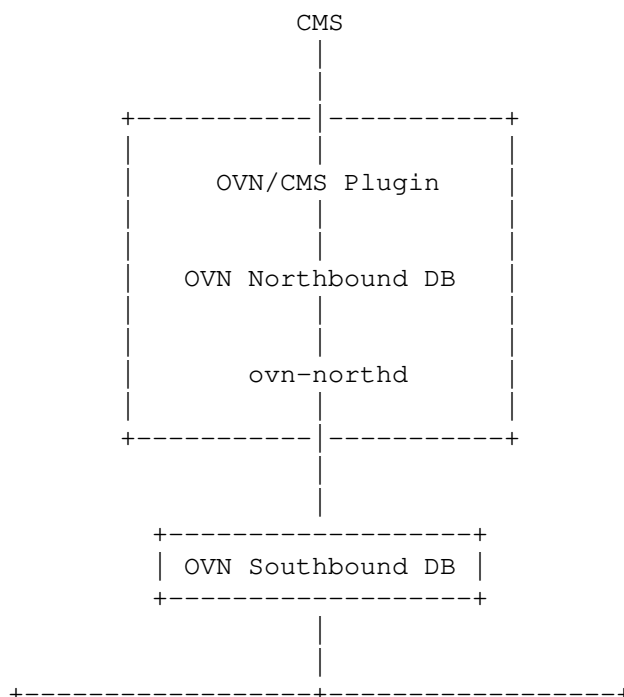 CMS
OVN/CMS Plugin
OVN Northbound DB
ovn-northd
OVN Southbound DB